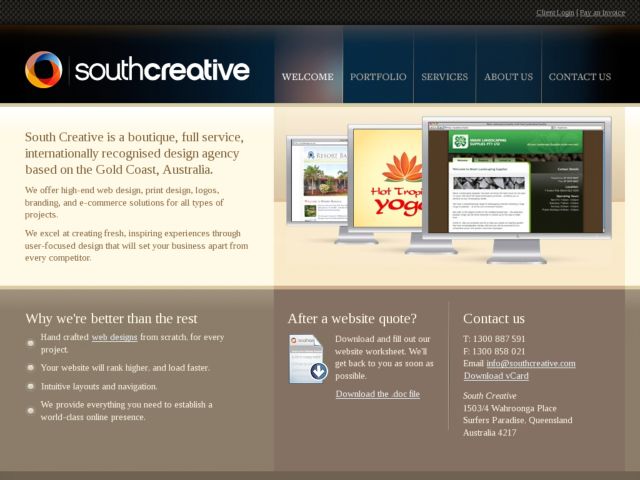 Client Login | Pay an Invoice
southcreative
WELCOME
PORTFOLIO
SERVICES
ABOUT US
CONTACT US
South Creative is a boutique, full service,
internationally recognised design agency
based on the Gold Coast, Australia.
We offer high-end web design, print design, logos,
branding, and e-commerce solutions for all types of
projects.
We excel at creating fresh, inspiring experiences through
user-focused design that will set your business apart from
every competitor.
Hot Tropi
yoga
Why we're better than the rest
Hand crafted web designs from scratch, for every
project.
Your website will rank higher, and load faster.
Intuitive layouts and navigation.
We provide everything you need to establish a
world-class online presence.
After a website quote?
Download and fill out our
website worksheet. We'll
get back to you as soon as
possible.
Download the .doc file
Contact us
T: 1300 887 591
F: 1300 858 021
Email info@southcreative.com
Download vCard
South Creative
1503/4 Wahroonga Place
Surfers Paradise, Queensland
Australia 4217